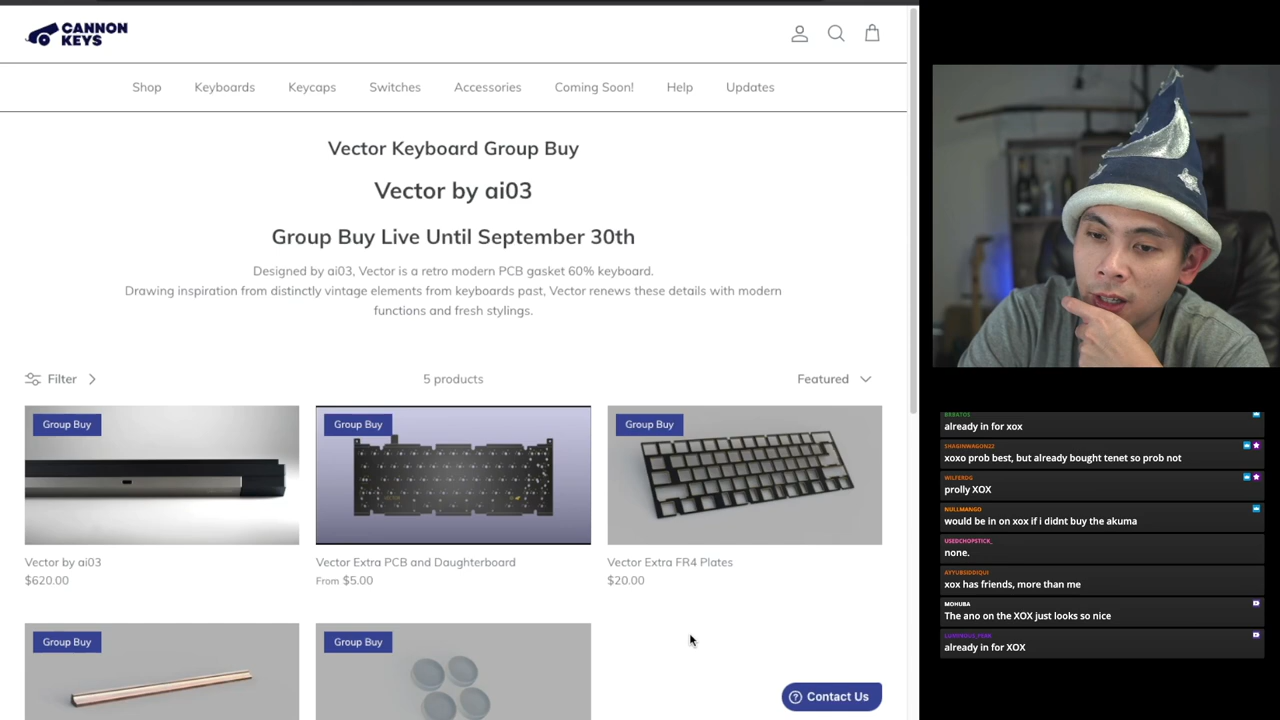 CANNON
KEYS
Shop Keyboards Keycaps Switches Accessories Coming Soon! Help Updates
Vector Keyboard Group Buy
Vector by ai03
Group Buy Live Until September 30th
Designed by ai03, Vector is a retro modern PCB gasket 60% keyboard.
Drawing inspiration from distinctly vintage elements from keyboards past, Vector renews these details with modern
functions and fresh stylings.
Filter 5 products Featured
Group Buy Group Buy Group Buy
Vector by ai03 Vector Extra PCB and Daughterboard Vector Extra FR4 Plates
$620.00 From $5.00 $20.00
Group Buy Group Buy
Contact Us
already in for xox
SHAGINWAGON22
xoxo prob best, but already bought tenet so prob not
WILFERDG
prolly XOX
NULLMANGO
would be in on xox if i didnt buy the akuma
USEDCHOPSTICK_
none.
AYYUBSIDDIQUI
xox has friends, more than me
MOHUBA
The ano on the XOX just looks so nice
already in for XOX